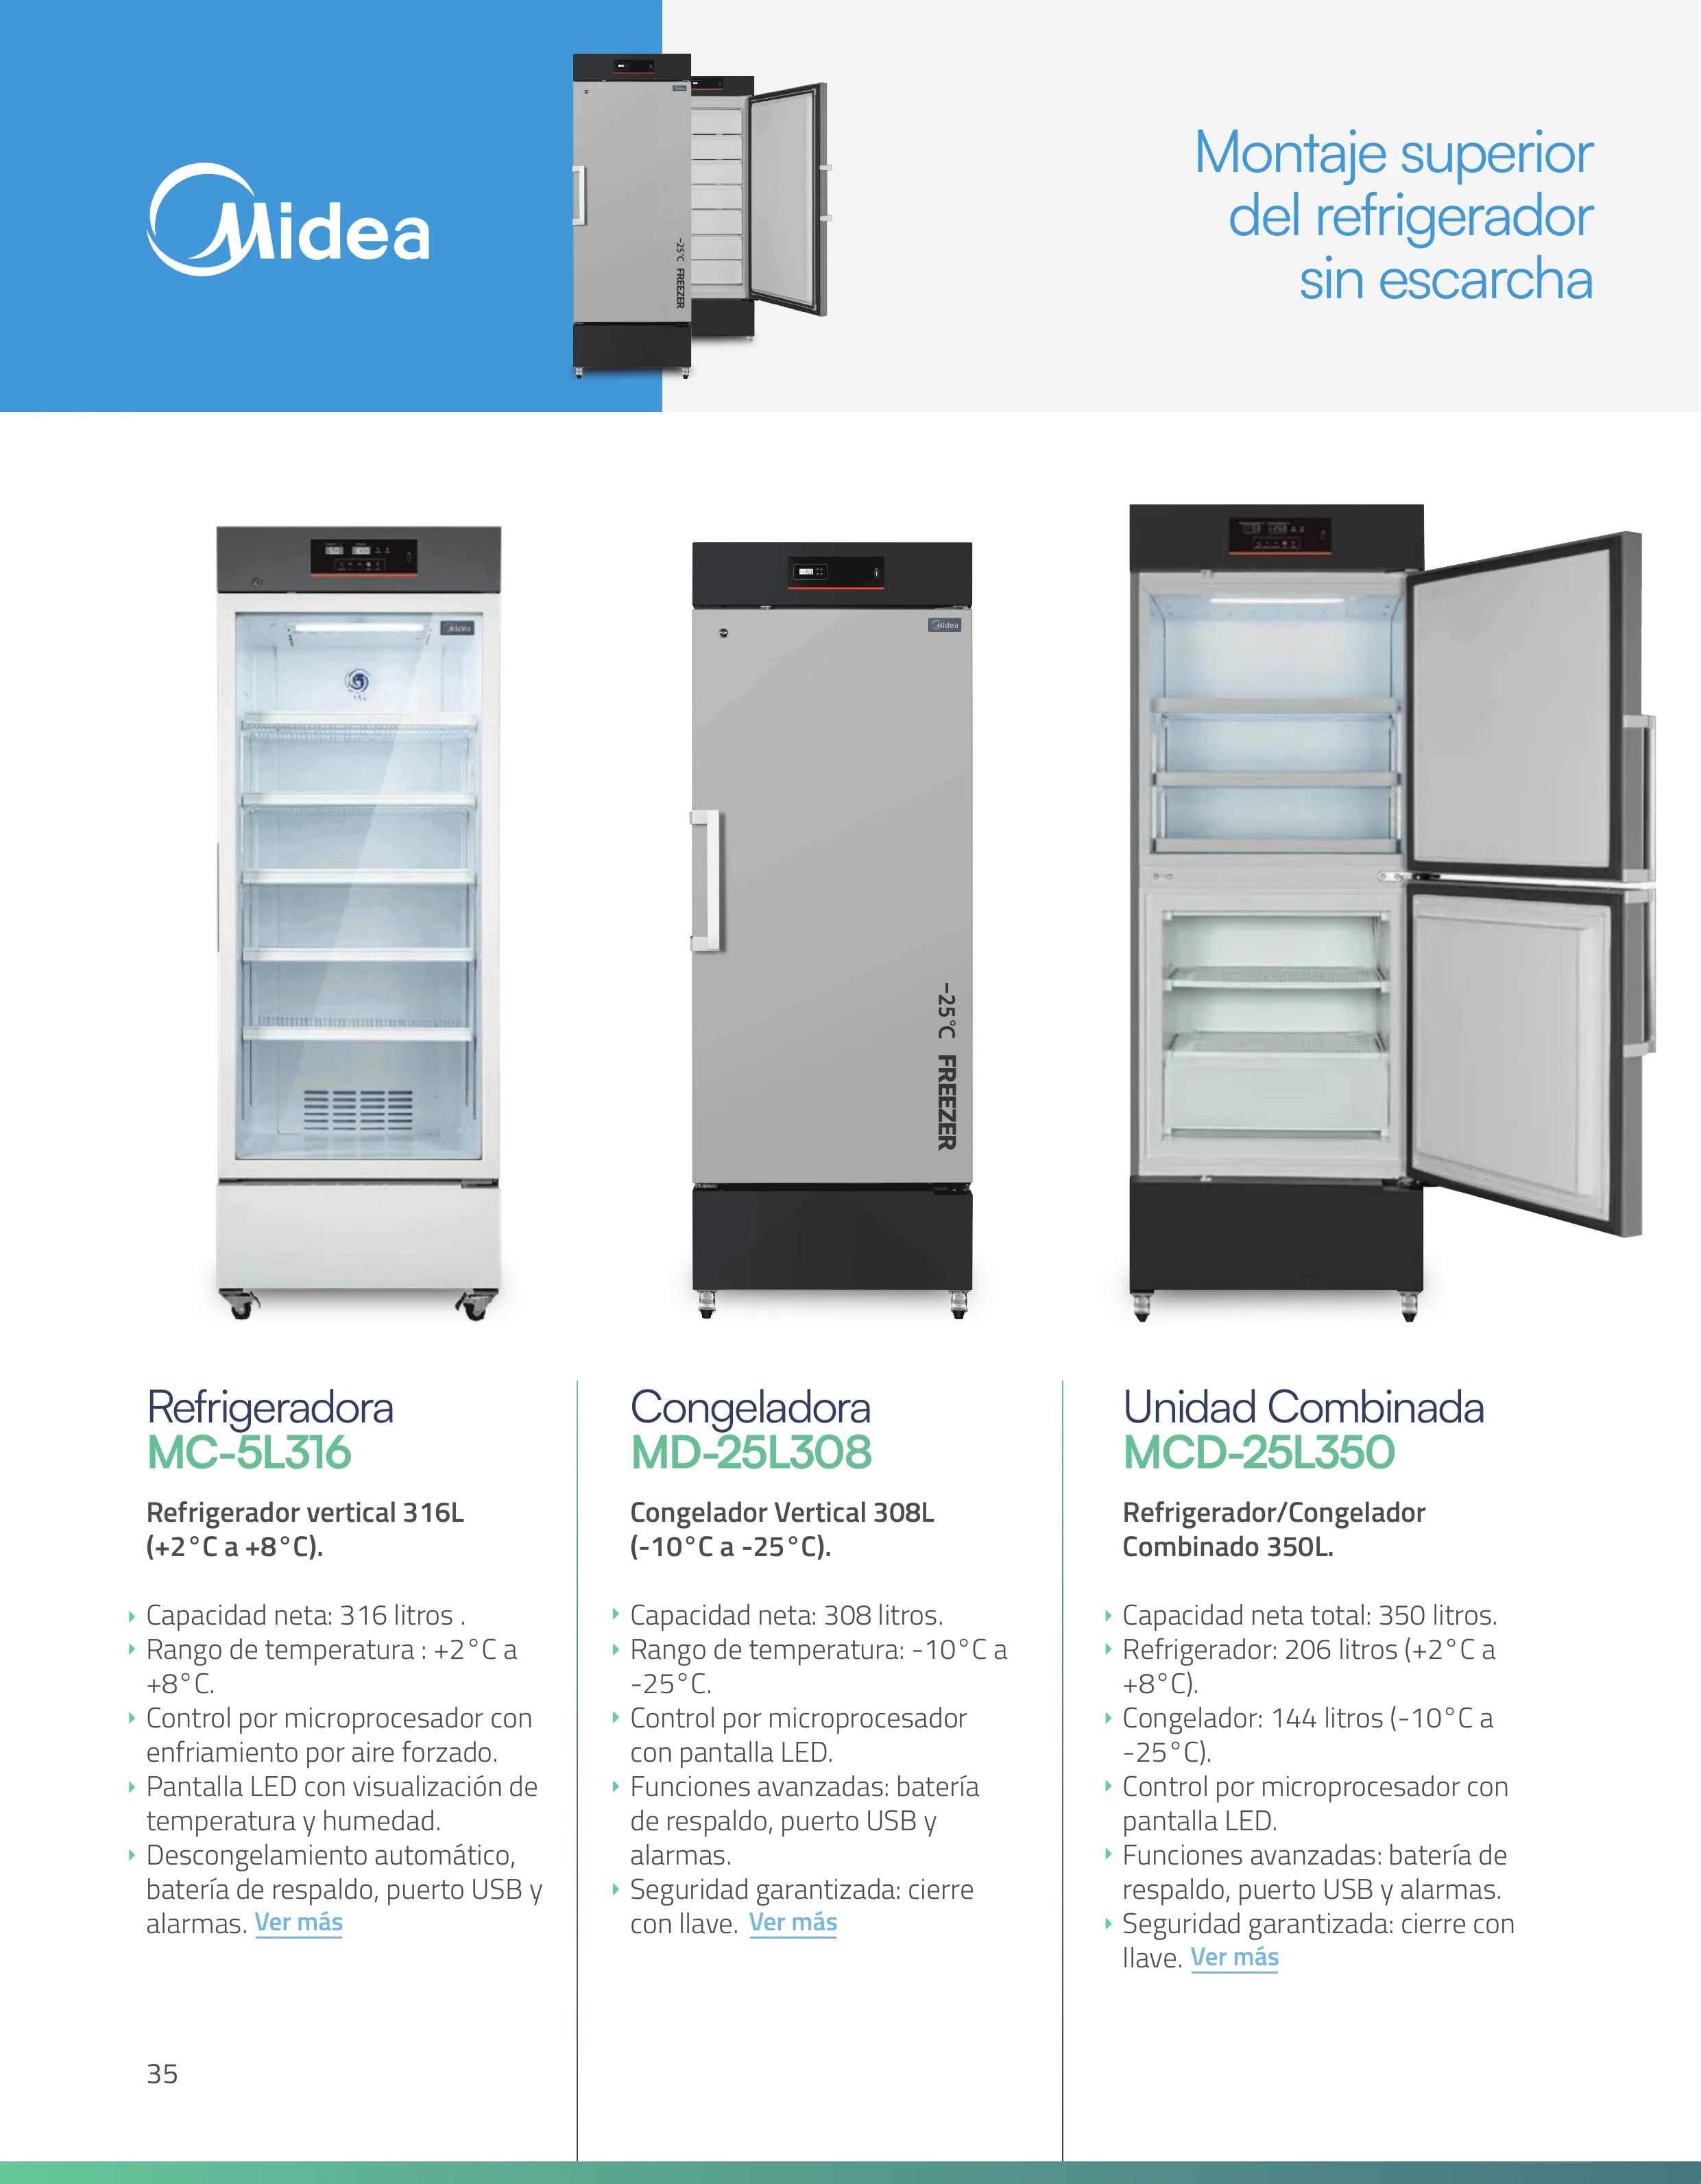 Midea
Montaje superior
del refrigerador
sin escarcha
-25°C FREEZER
Midea
Midea
-25°C FREEZER
Refrigeradora
MC-5L316
Refrigerador vertical 316L
(+2°C a +8°C).
Capacidad neta: 316 litros .
Rango de temperatura : +2°C a
+8°C.
Control por microprocesador con
enfriamiento por aire forzado.
Pantalla LED con visualización de
temperatura y humedad.
Descongelamiento automático,
batería de respaldo, puerto USB y
alarmas. Ver más
Congeladora
MD-25L308
Congelador Vertical 308L
(-10°C a -25°C).
Capacidad neta: 308 litros.
Rango de temperatura: -10°C a
-25°C.
Control por microprocesador
con pantalla LED.
Funciones avanzadas: batería
de respaldo, puerto USB y
alarmas.
Seguridad garantizada: cierre
con llave. Ver más
Unidad Combinada
MCD-25L350
Refrigerador/Congelador
Combinado 350L.
Capacidad neta total: 350 litros.
Refrigerador: 206 litros (+2°C a
+8°C).
Congelador: 144 litros (-10°C a
-25°C).
Control por microprocesador con
pantalla LED.
Funciones avanzadas: batería de
respaldo, puerto USB y alarmas.
Seguridad garantizada: cierre con
llave. Ver más
35